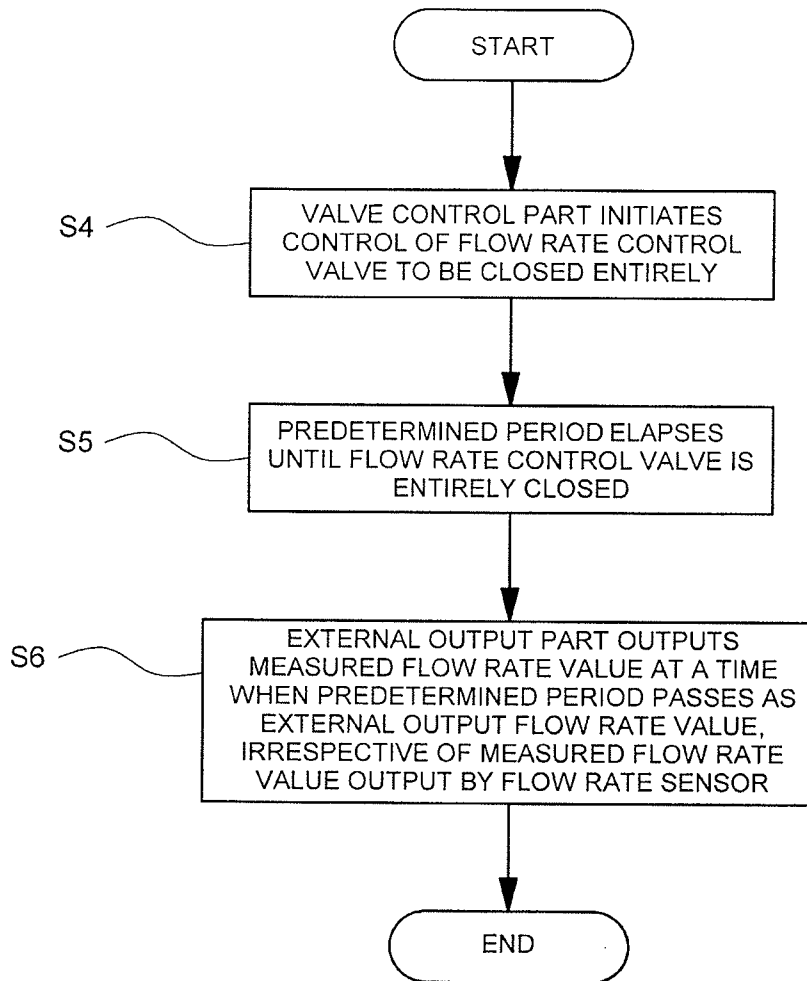 START
S4
VALVE CONTROL PART INITIATES
CONTROL OF FLOW RATE CONTROL
VALVE TO BE CLOSED ENTIRELY
S5
PREDETERMINED PERIOD ELAPSES
UNTIL FLOW RATE CONTROL VALVE IS
ENTIRELY CLOSED
S6
EXTERNAL OUTPUT PART OUTPUTS
MEASURED FLOW RATE VALUE AT A TIME
WHEN PREDETERMINED PERIOD PASSES AS
EXTERNAL OUTPUT FLOW RATE VALUE,
IRRESPECTIVE OF MEASURED FLOW RATE
VALUE OUTPUT BY FLOW RATE SENSOR
END